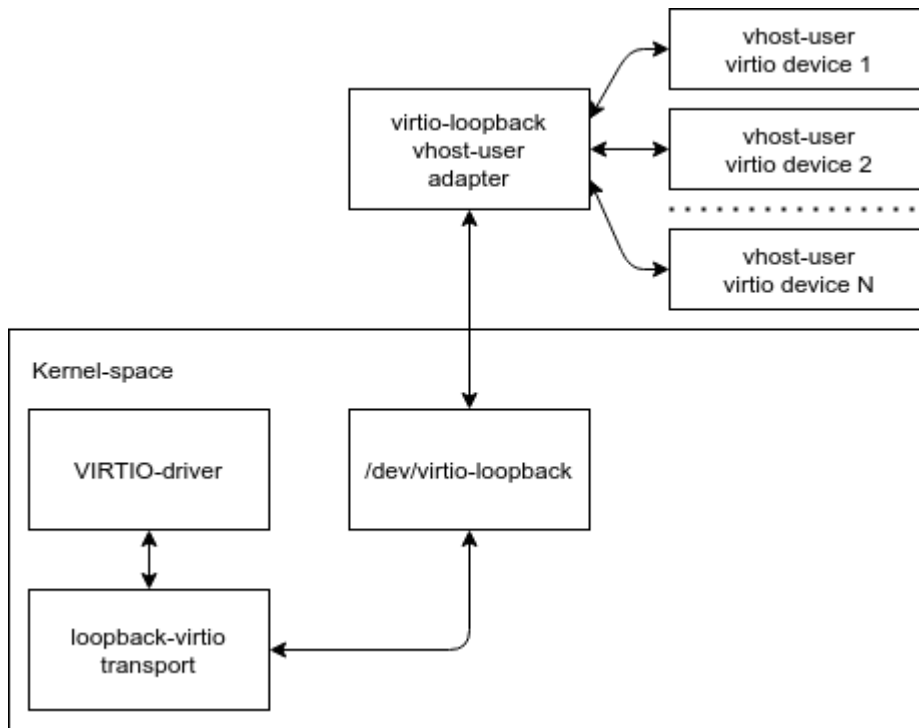 vhost-user
virtio device 1
virtio-loopback
vhost-user
adapter
vhost-user
virtio device 2
vhost-user
virtio device N
Kernel-space
VIRTIO-driver
/dev/virtio-loopback
loopback-virtio
transport